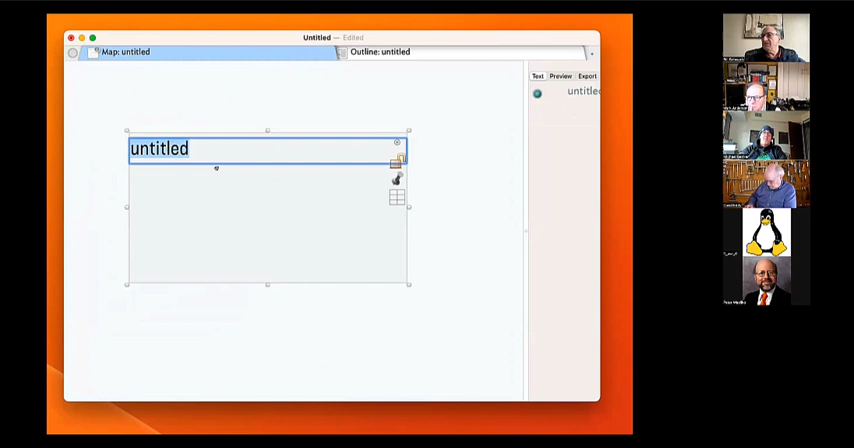 Untitled — Edited
Map: untitled
Outline: untitled
Text Preview Export
untitled
untitled